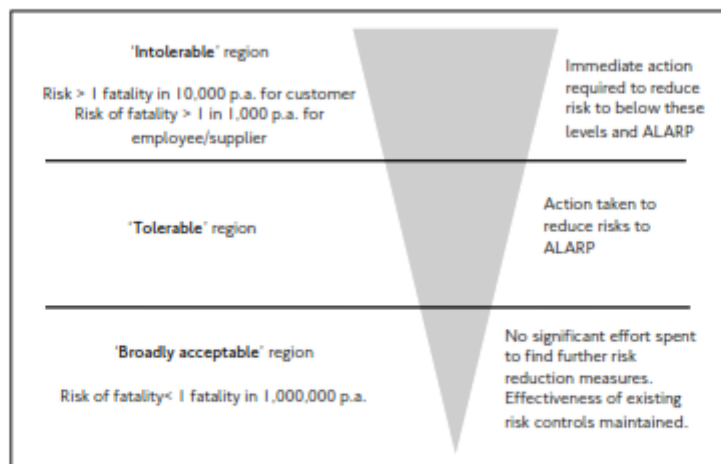 'Intolerable' region
Risk > 1 fatality in 10,000 p.a. for customer
Risk of fatality > 1 in 1,000 p.a. for
employee/supplier
Immediate action
required to reduce
risk to below these
levels and ALARP
'Tolerable' region
Action taken to
reduce risks to
ALARP
'Broadly acceptable' region
Risk of fatality< 1 fatality in 1,000,000 p.a.
No significant effort spent
to find further risk
reduction measures.
Effectiveness of existing
risk controls maintained.